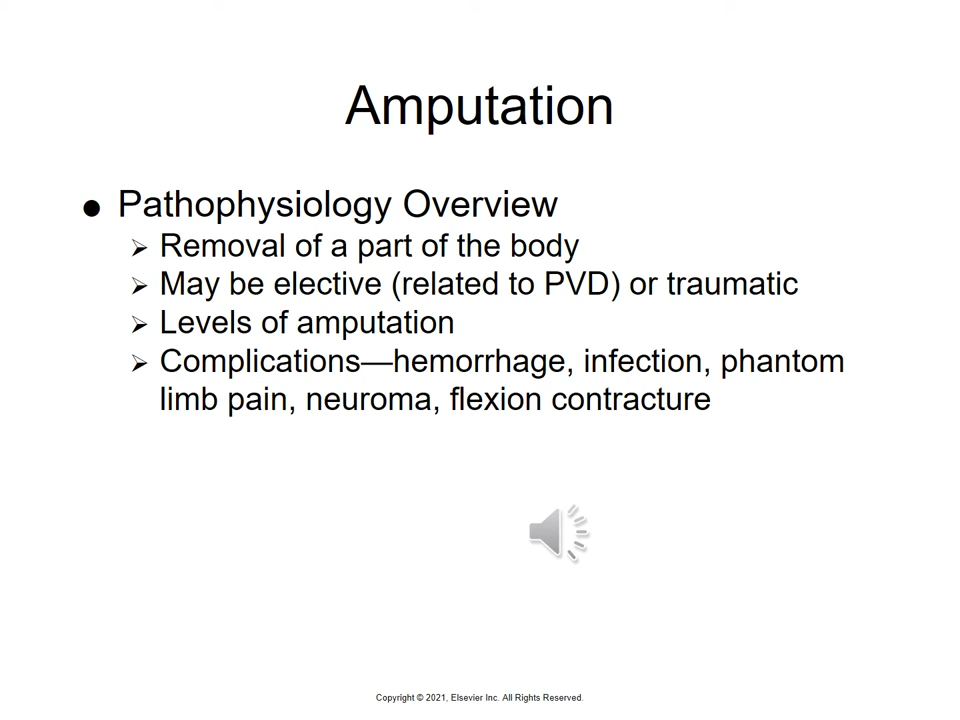 Amputation
● Pathophysiology Overview
➢ Removal of a part of the body
➢ May be elective (related to PVD) or traumatic
➢ Levels of amputation
➢ Complications—hemorrhage, infection, phantom
limb pain, neuroma, flexion contracture
Copyright © 2021, Elsevier Inc. All Rights Reserved.